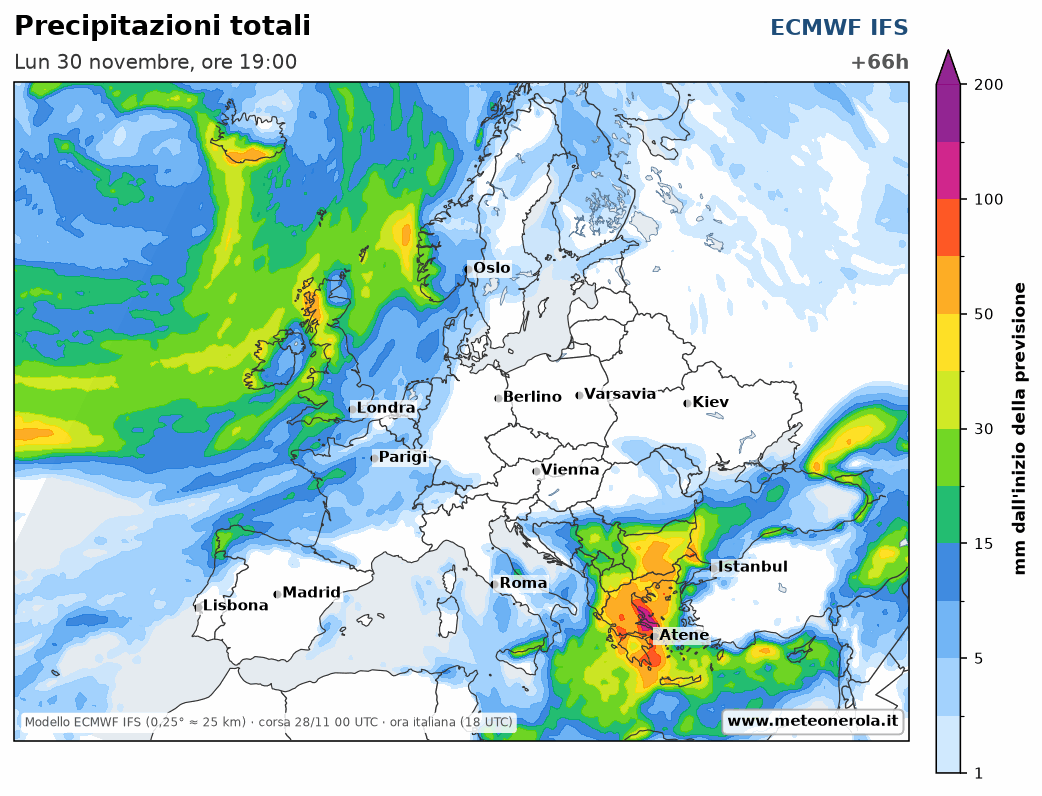 Precipitazioni totali
ECMWF IFS
Lun 30 novembre, ore 19:00
+66h
200
100
50
30
15
5
1
mm dall'inizio della previsione
Oslo
Berlino
Varsavia
Kiev
Londra
Parigi
Vienna
Istanbul
Roma
Madrid
Lisbona
Atene
Modello ECMWF IFS (0,25° ≈ 25 km) · corsa 28/11 00 UTC · ora italiana (18 UTC)
www.meteonerola.it